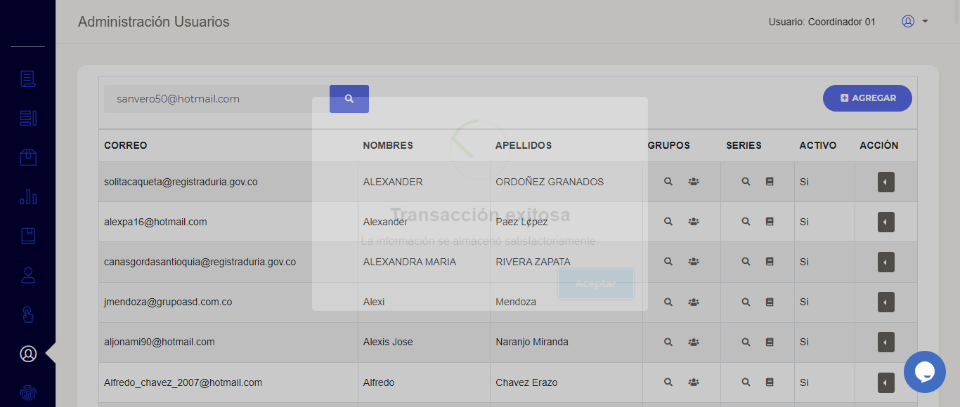 Administración Usuarios
Usuario: Coordinador 01
sanvero50@hotmail.com
AGREGAR
CORREO NOMBRES APELLIDOS GRUPOS SERIES ACTIVO ACCIÓN
solitacaqueta@registraduria.gov.co ALEXANDER ORDOÑEZ GRANADOS Si
alexpa16@hotmail.com Alexander Paez L¢pez Si
Transacción exitosa
La información se almacenó satisfactoriamente.
canasgordasantioquia@registraduria.gov.co ALEXANDRA MARIA RIVERA ZAPATA Si
Aceptar
jmendoza@grupoasd.com.co Alexi Mendoza Si
aljonami90@hotmail.com Alexis Jose Naranjo Miranda Si
Alfredo_chavez_2007@hotmail.com Alfredo Chavez Erazo Si